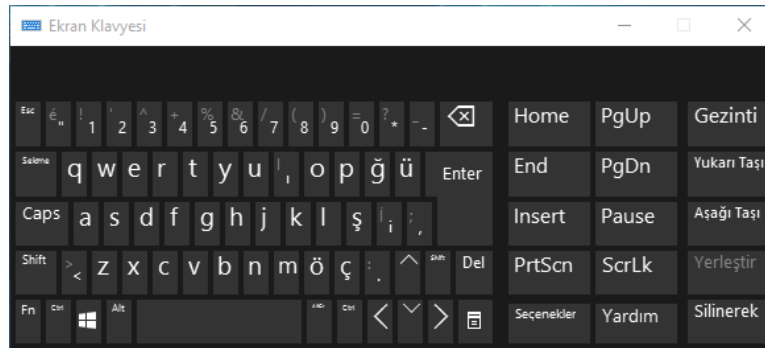 Ekran Klavyesi
Esc é " ! 1 ' 2 ^ 3 + 4 % 5 & 6 / 7 ( 8 ) 9 = 0 ? * _ - Home PgUp Gezinti
Sekme q w e r t y u I ı o p ğ ü Enter End PgDn Yukarı Taşı
Caps a s d f g h j k l ş İ i ; , Insert Pause Aşağı Taşı
Shift > < z x c v b n m ö ç : . Shift Del PrtScn ScrLk Yerleştir
Fn Ctrl Alt Ctrl Seçenekler Yardım Silinerek